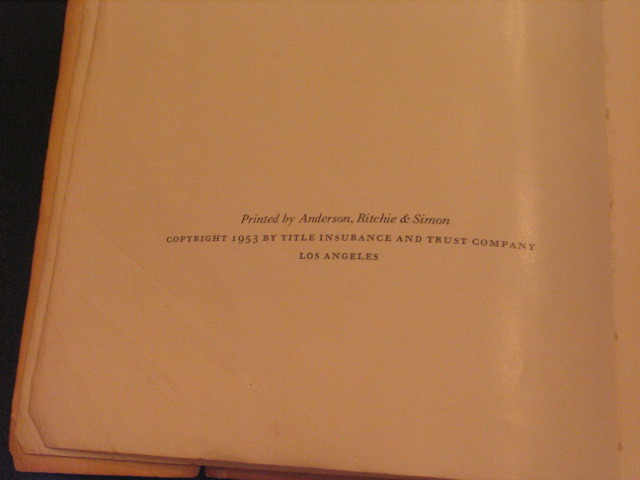 Printed by Anderson, Ritchie & Simon
COPYRIGHT 1953 BY TITLE INSURANCE AND TRUST COMPANY
LOS ANGELES